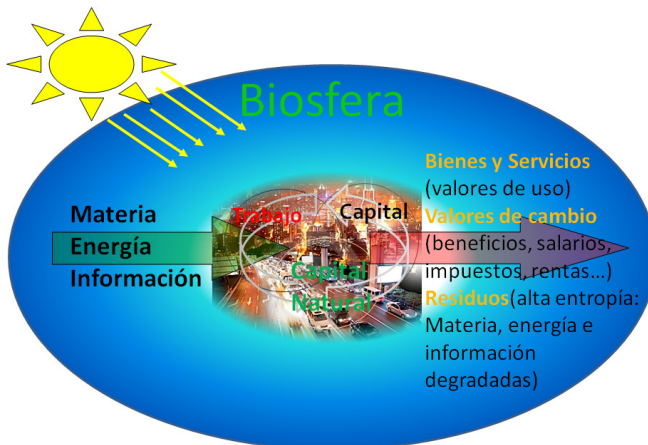 Biosfera
Materia
Energía
Información
Trabajo
Capital
Capital
Natural
Bienes y Servicios
(valores de uso)
Valores de cambio
(beneficios, salarios,
impuestos, rentas...)
Residuos(alta entropía:
Materia, energía e
información
degradadas)